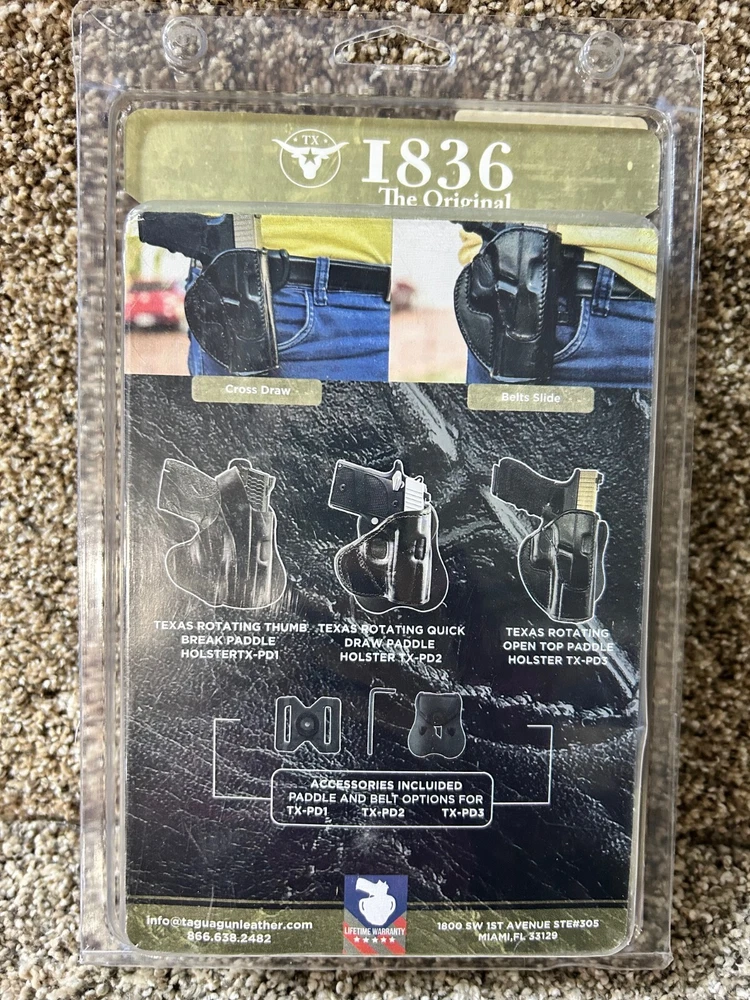 TX
1836
The Original
Cross Draw
Belts Slide
TEXAS ROTATING THUMB
BREAK PADDLE
HOLSTERTX-PD1
TEXAS ROTATING QUICK
DRAW PADDLE
HOLSTER TX-PD2
TEXAS ROTATING
OPEN TOP PADDLE
HOLSTER TX-PD3
ACCESSORIES INCLUDED
PADDLE AND BELT OPTIONS FOR
TX-PD1 TX-PD2 TX-PD3
info@taguagunleather.com
866.638.2482
LIFETIME WARRANTY
1800 SW 1ST AVENUE STE#305
MIAMI,FL 33129